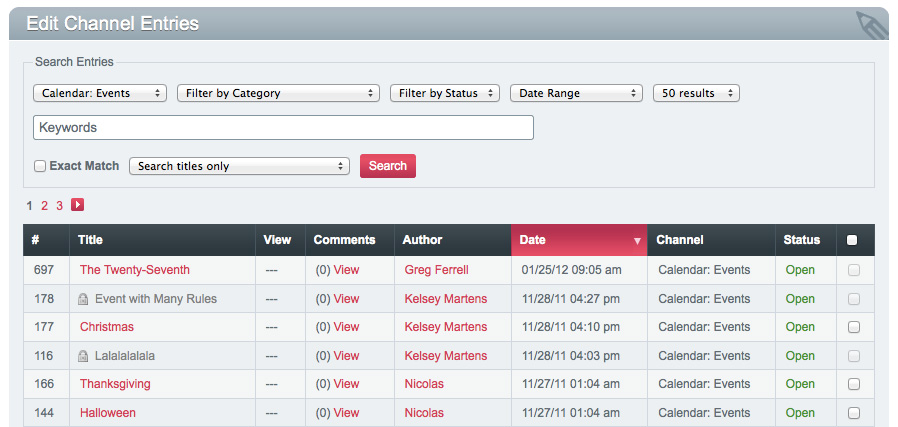 Edit Channel Entries
Search Entries
Calendar: Events Filter by Category Filter by Status Date Range 50 results
Keywords
Exact Match Search titles only Search
1 2 3
# Title View Comments Author Date Channel Status
697 The Twenty-Seventh --- (0) View Greg Ferrell 01/25/12 09:05 am Calendar: Events Open
178 Event with Many Rules --- (0) View Kelsey Martens 11/28/11 04:27 pm Calendar: Events Open
177 Christmas --- (0) View Kelsey Martens 11/28/11 04:10 pm Calendar: Events Open
116 Lalalalalala --- (0) View Kelsey Martens 11/28/11 04:03 pm Calendar: Events Open
166 Thanksgiving --- (0) View Nicolas 11/27/11 01:04 am Calendar: Events Open
144 Halloween --- (0) View Nicolas 11/27/11 01:04 am Calendar: Events Open